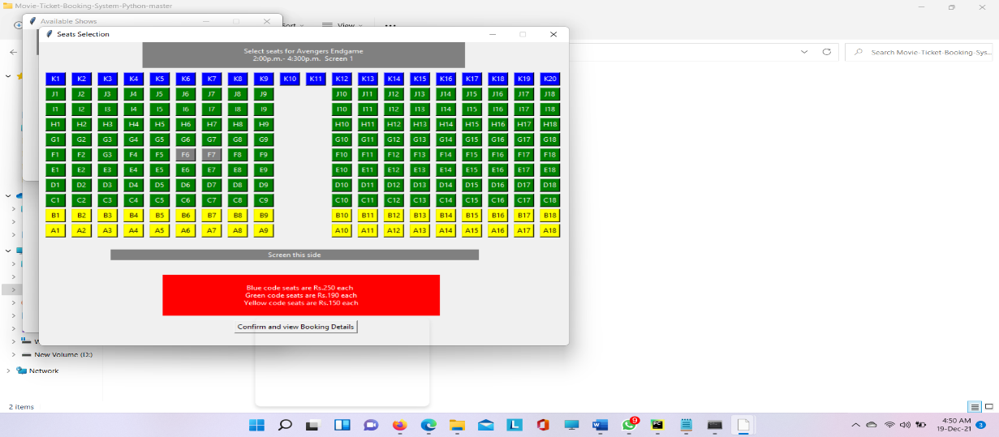 Movie-Ticket-Booking-System-Python-master
Available Shows
Sort
View
Seats Selection
Search Movie-Ticket-Booking-Sys...
Select seats for Avengers Endgame
2:00p.m.- 4:300p.m. Screen 1
K1 K2 K3 K4 K5 K6 K7 K8 K9 K10 K11 K12 K13 K14 K15 K16 K17 K18 K19 K20
J1 J2 J3 J4 J5 J6 J7 J8 J9 J10 J11 J12 J13 J14 J15 J16 J17 J18
I1 I2 I3 I4 I5 I6 I7 I8 I9 I10 I11 I12 I13 I14 I15 I16 I17 I18
H1 H2 H3 H4 H5 H6 H7 H8 H9 H10 H11 H12 H13 H14 H15 H16 H17 H18
G1 G2 G3 G4 G5 G6 G7 G8 G9 G10 G11 G12 G13 G14 G15 G16 G17 G18
F1 F2 G3 F4 F5 F6 F7 F8 F9 F10 F11 F12 F13 F14 F15 F16 F17 F18
E1 E2 E3 E4 E5 E6 E7 E8 E9 E10 E11 E12 E13 E14 E15 E16 E17 E18
D1 D2 D3 D4 D5 D6 D7 D8 D9 D10 D11 D12 D13 D14 D15 D16 D17 D18
C1 C2 C3 C4 C5 C6 C7 C8 C9 C10 C11 C12 C13 C14 C15 C16 C17 C18
B1 B2 B3 B4 B5 B6 B7 B8 B9 B10 B11 B12 B13 B14 B15 B16 B17 B18
A1 A2 A3 A4 A5 A6 A7 A8 A9 A10 A11 A12 A13 A14 A15 A16 A17 A18
Screen this side
Blue code seats are Rs.250 each
Green code seats are Rs.190 each
Yellow code seats are Rs.150 each
Confirm and view Booking Details
W
New Volume (D:)
Network
2 items
L
W
9
PC
4:50 AM
19-Dec-21
3